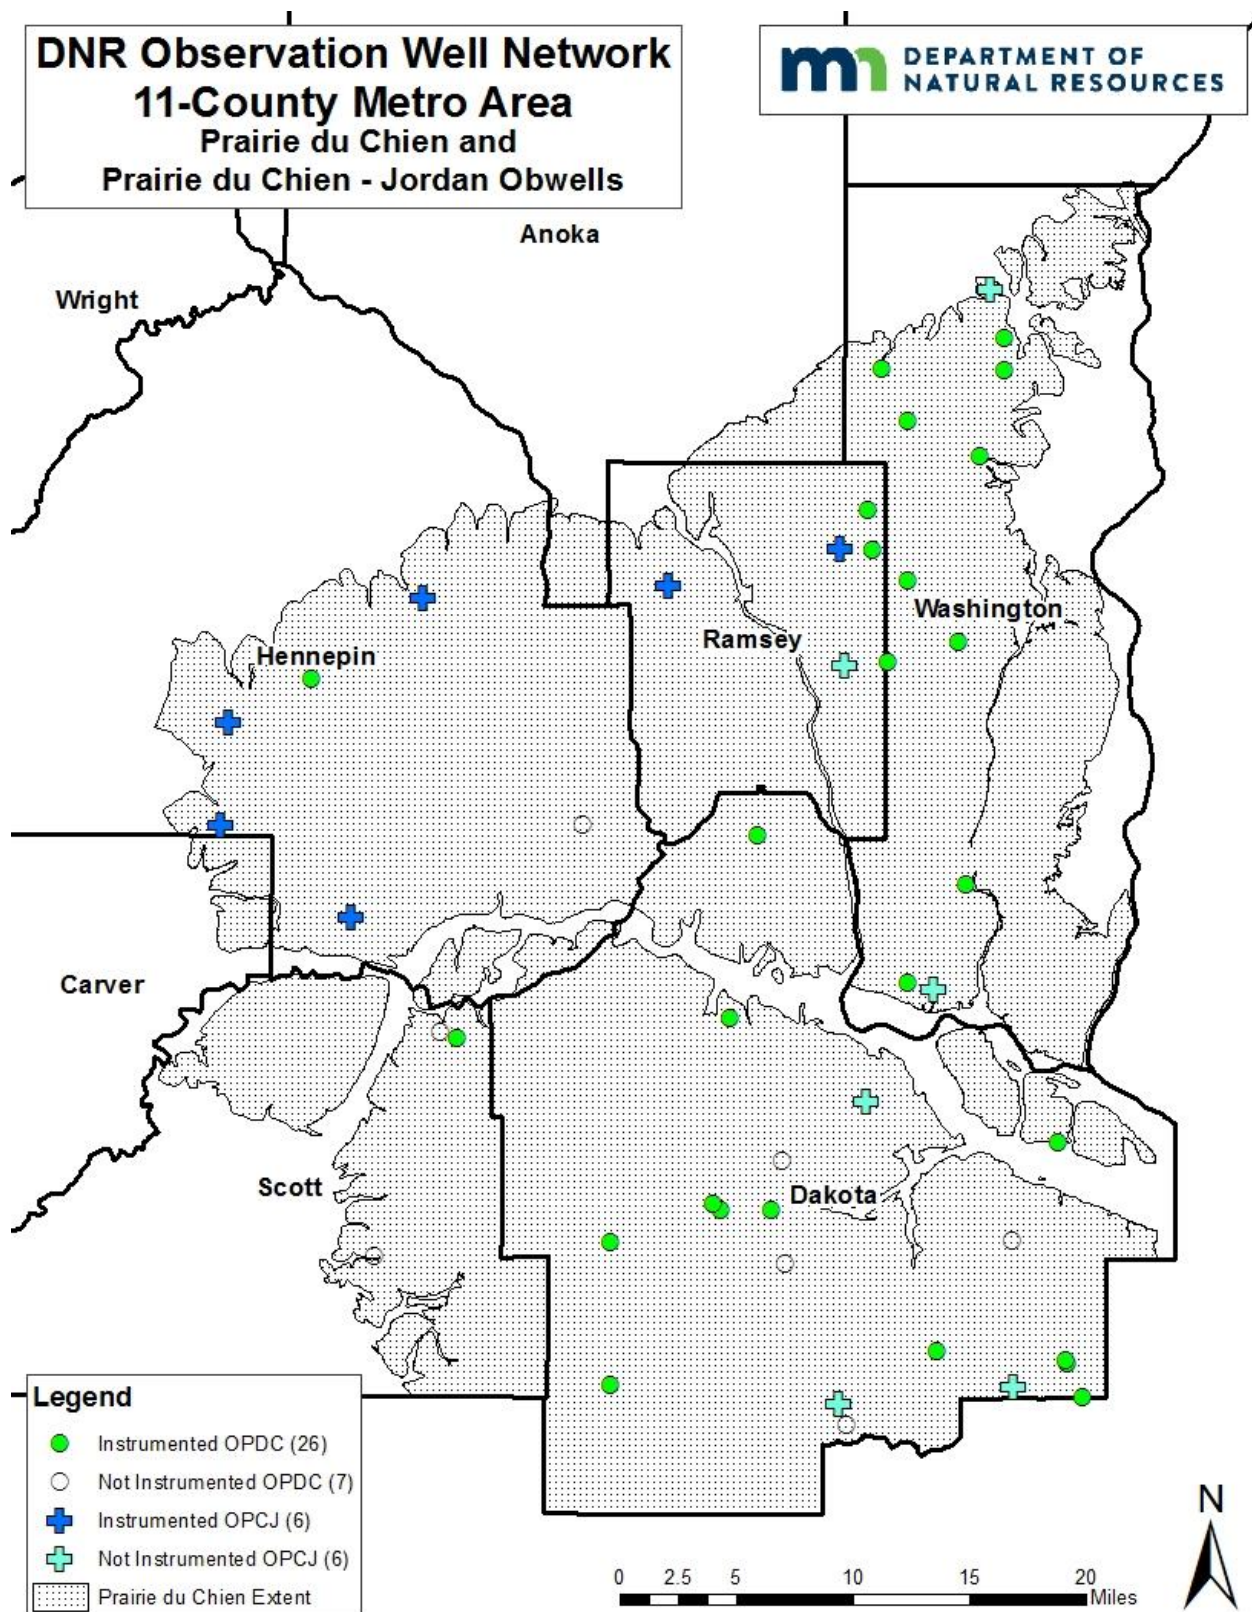 DNR Observation Well Network
11-County Metro Area
Prairie du Chien and
Prairie du Chien - Jordan Obwells
DEPARTMENT OF
NATURAL RESOURCES
Anoka
Wright
Washington
Ramsey
Hennepin
Carver
Scott
Dakota
Legend
Instrumented OPDC (26)
Not Instrumented OPDC (7)
Instrumented OPCJ (6)
Not Instrumented OPCJ (6)
Prairie du Chien Extent
N
0 2.5 5 10 15 20
Miles